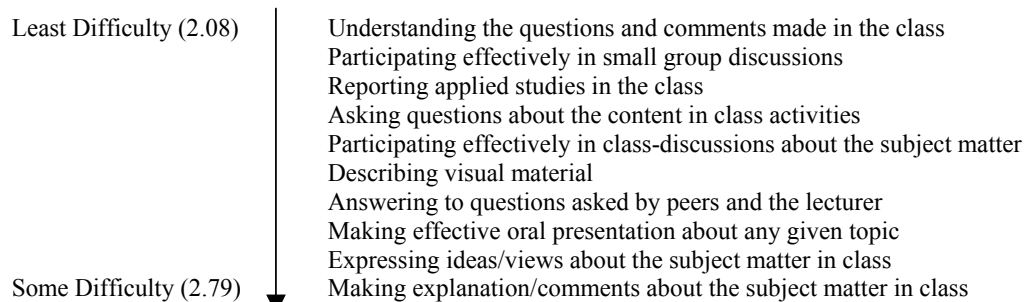 Least Difficulty (2.08) Understanding the questions and comments made in the class
Participating effectively in small group discussions
Reporting applied studies in the class
Asking questions about the content in class activities
Participating effectively in class-discussions about the subject matter
Describing visual material
Answering to questions asked by peers and the lecturer
Making effective oral presentation about any given topic
Expressing ideas/views about the subject matter in class
Some Difficulty (2.79) Making explanation/comments about the subject matter in class